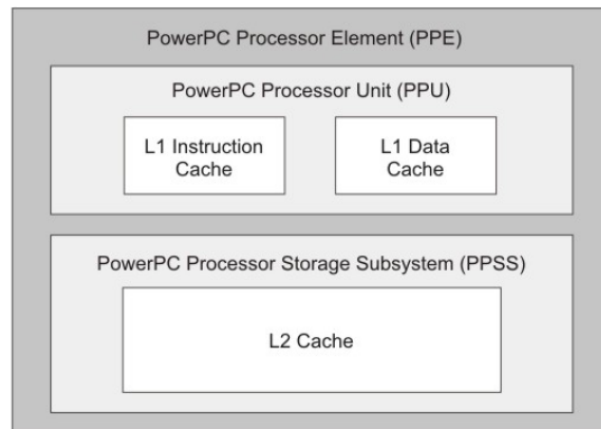 PowerPC Processor Element (PPE)
PowerPC Processor Unit (PPU)
L1 Instruction
Cache
L1 Data
Cache
PowerPC Processor Storage Subsystem (PPSS)
L2 Cache